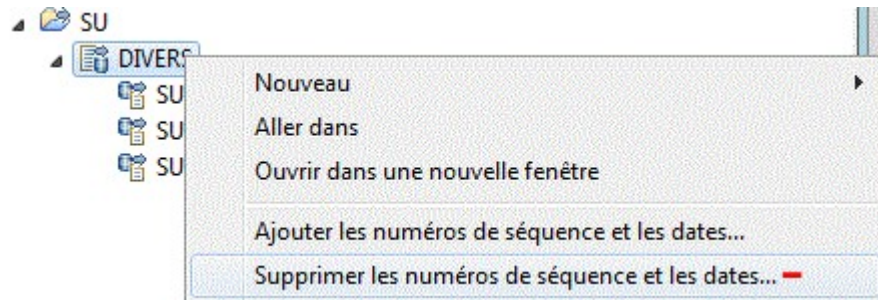 SU
DIVERS
SU
SU
SU
Nouveau
Aller dans
Ouvrir dans une nouvelle fenêtre
Ajouter les numéros de séquence et les dates...
Supprimer les numéros de séquence et les dates...